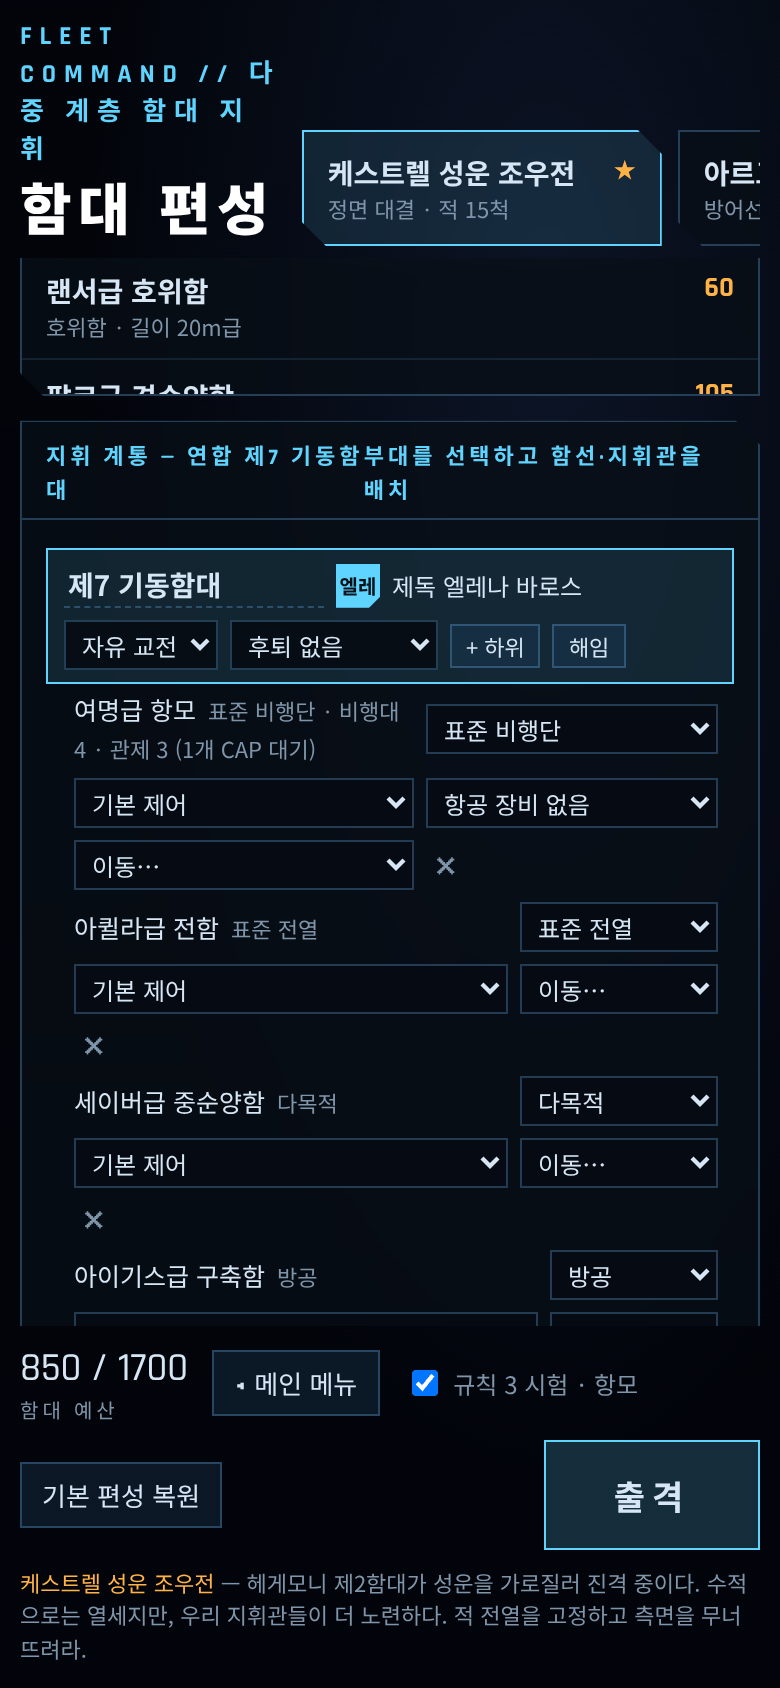 FLEET
COMMAND // 다
중 계층 함대 지
휘
함대 편성
케스트렐 성운 조우전 ★
정면 대결 · 적 15척
방어선
랜서급 호위함 60
호위함 · 길이 20m급
105
지휘 계통 — 연합 제7 기동함
대
부대를 선택하고 함선·지휘관을
배치
제7 기동함대 엘레 제독 엘레나 바로스
자유 교전 후퇴 없음 + 하위 해임
여명급 항모 표준 비행단 · 비행대
4 · 관제 3 (1개 CAP 대기)
표준 비행단
기본 제어 항공 장비 없음
이동… ✕
아퀼라급 전함 표준 전열 표준 전열
기본 제어 이동…
✕
세이버급 중순양함 다목적 다목적
기본 제어 이동…
✕
아이기스급 구축함 방공 방공
850 / 1700
함대 예산
◂ 메인 메뉴
규칙 3 시험 · 항모
기본 편성 복원
출격
케스트렐 성운 조우전 — 헤게모니 제2함대가 성운을 가로질러 진격 중이다. 수적
으로는 열세지만, 우리 지휘관들이 더 노련하다. 적 전열을 고정하고 측면을 무너
뜨려라.